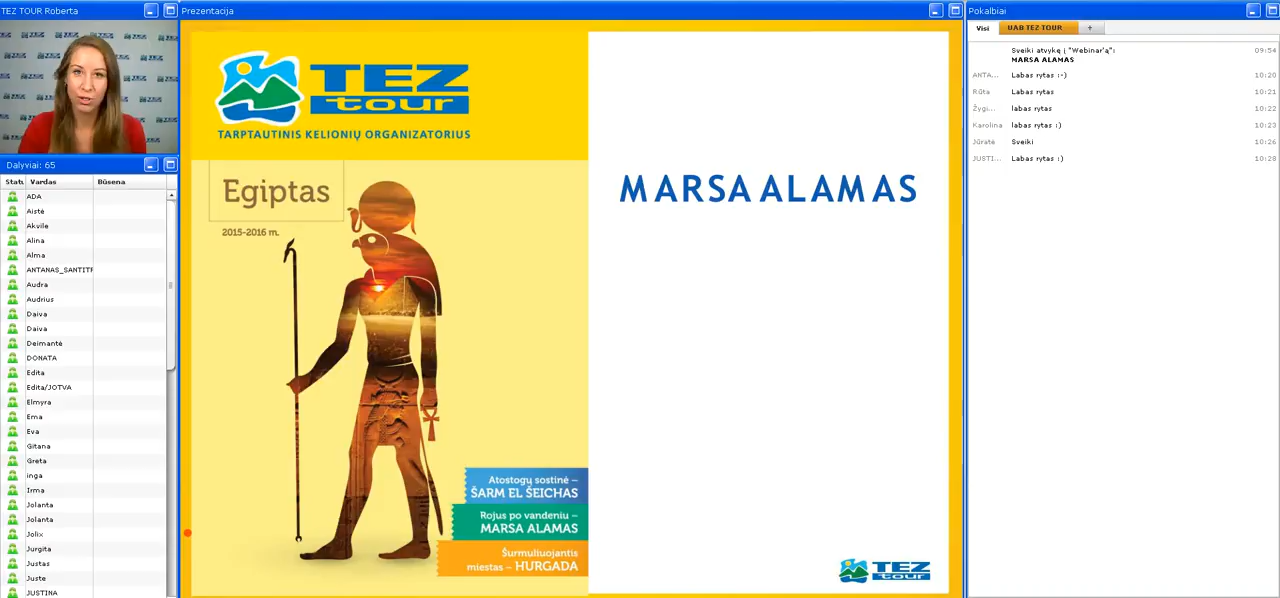 TEZ TOUR Roberta
Dalyviai: 65
Statu Vardas Būsena
ADA
Aistė
Akvile
Alina
Alma
ANTANAS_SANTITF
Audra
Audrius
Daiva
Daiva
Deimantė
DONATA
Edita
Edita/JOTVA
Elmyra
Ema
Eva
Gitana
Greta
inga
Irma
Jolanta
Jolanta
Jolix
Jurgita
Justas
Juste
JUSTINA
Prezentacija
TEZ
tour
TARPTAUTINIS KELIONIŲ ORGANIZATORIUS
Egiptas
2015-2016 m.
Atostogų sostinė –
ŠARM EL ŠEICHAS
Rojus po vandeniu –
MARSA ALAMAS
Šurmuliuojantis
miestas – HURGADA
MARSA ALAMAS
TEZ
tour
Pokalbiai
Visi UAB TEZ TOUR +
Sveiki atvykę į "Webinar'ą": 09:54
MARSA ALAMAS
AKTA... Labas rytas :-) 10:20
Rūta Labas rytas 10:21
Žygi... labas rytas 10:22
Karolina labas rytas :) 10:23
Jūratė Sveiki 10:26
JUSTI... Labas rytas :) 10:28